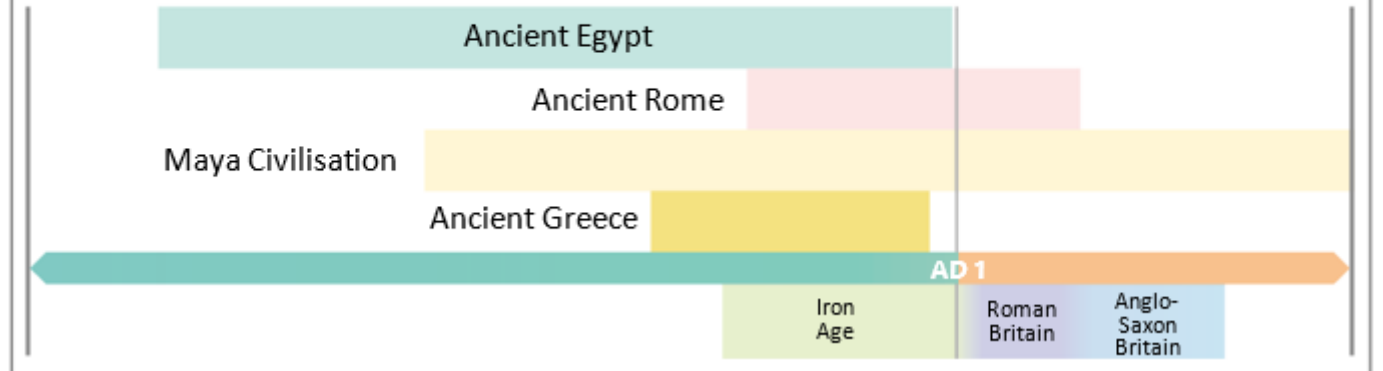 Ancient Egypt
Ancient Rome
Maya Civilisation
Ancient Greece
AD 1
Iron
Age
Roman
Britain
Anglo-
Saxon
Britain